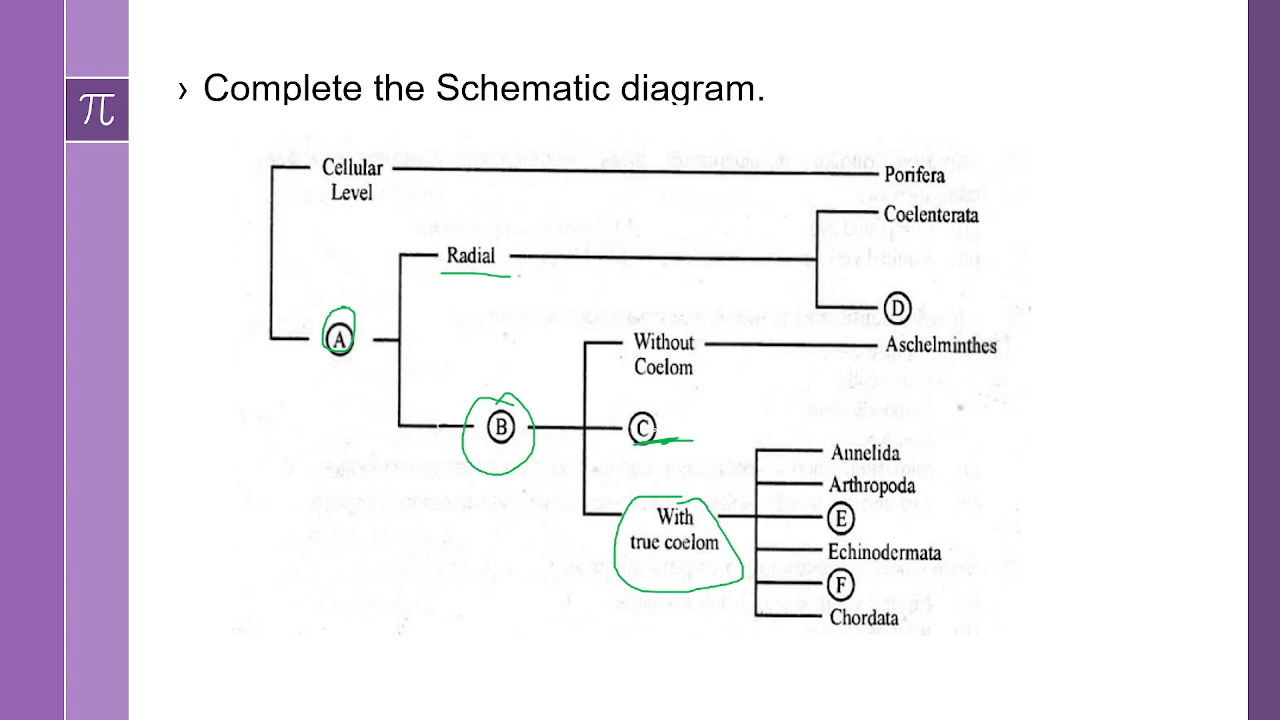 π
› Complete the Schematic diagram.
Cellular
Level
Porifera
Coelenterata
Radial
D
A
Without
Coelom
Aschelminthes
B
C
Annelida
Arthropoda
With
true coelom
E
Echinodermata
F
Chordata